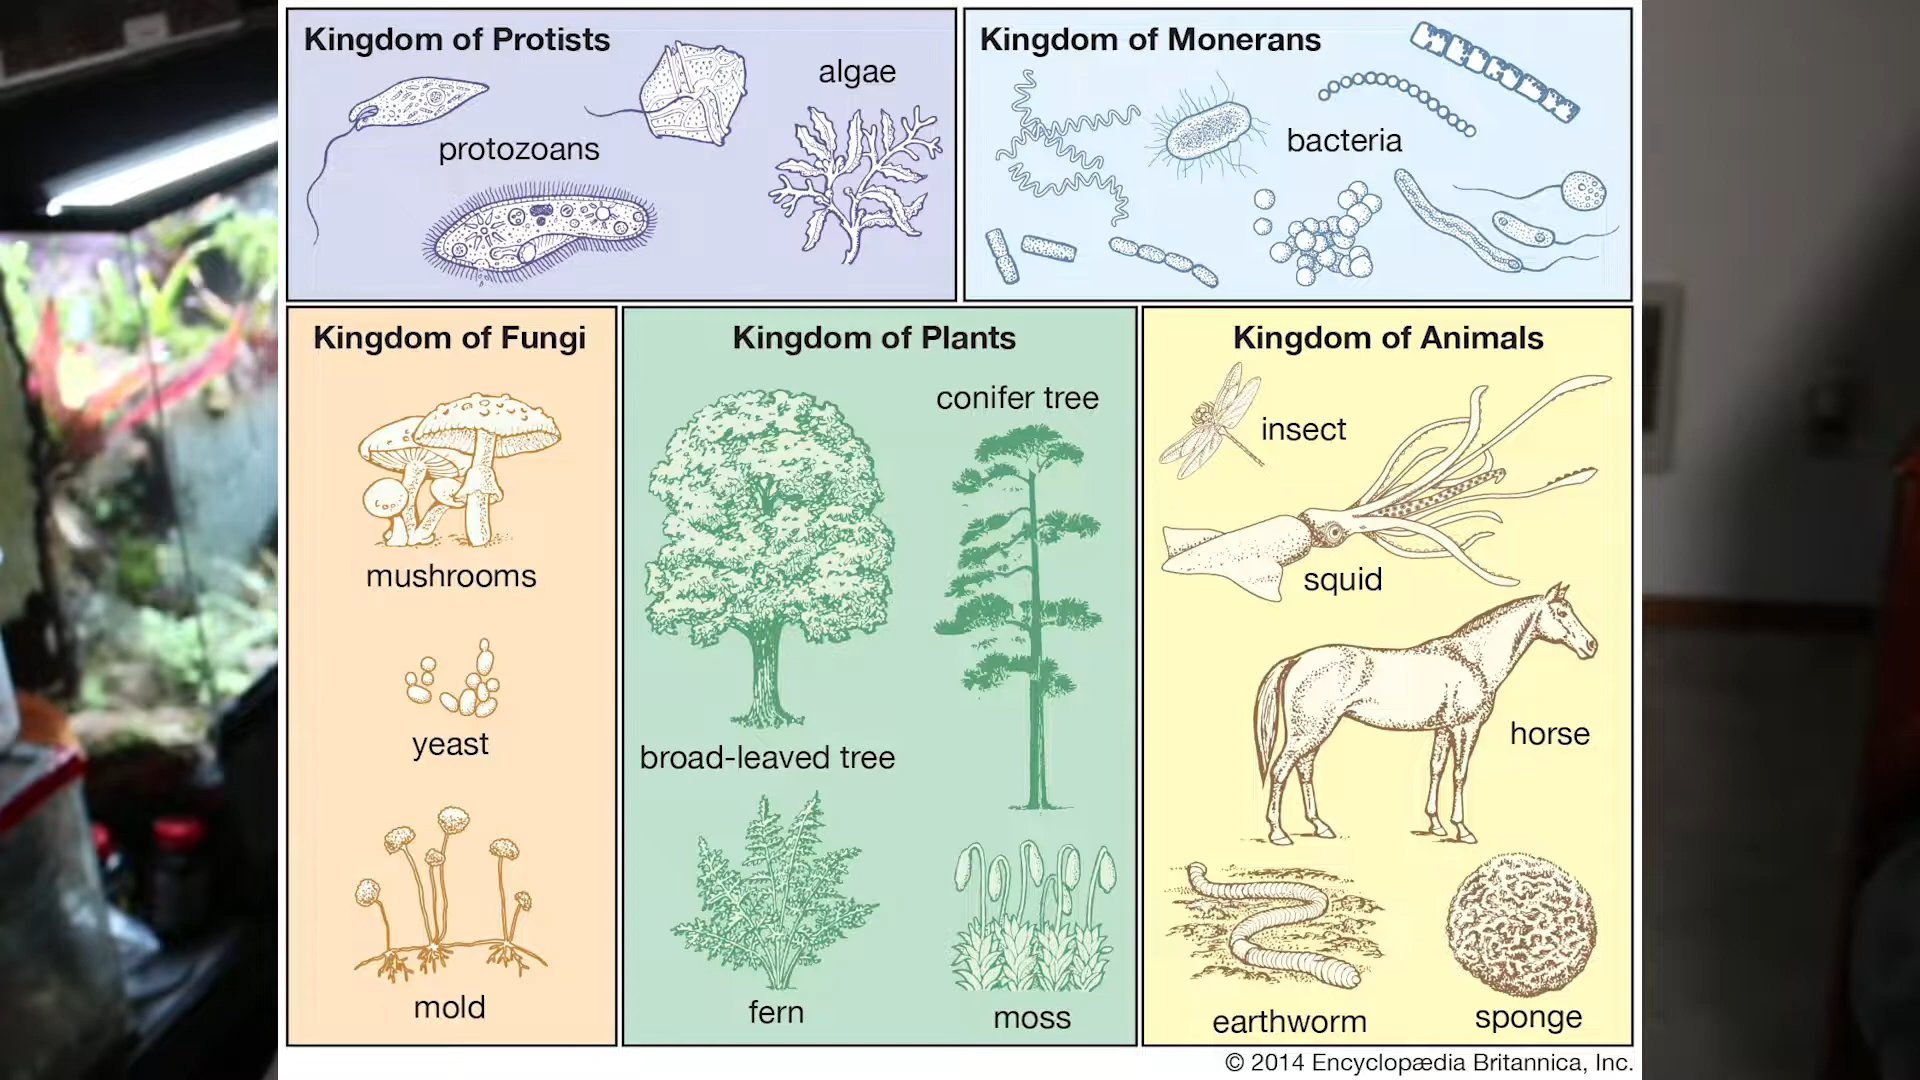 Kingdom of Protists
algae
protozoans
Kingdom of Monerans
bacteria
Kingdom of Fungi
mushrooms
yeast
mold
Kingdom of Plants
conifer tree
broad-leaved tree
fern
moss
Kingdom of Animals
insect
squid
horse
earthworm
sponge
© 2014 Encyclopædia Britannica, Inc.